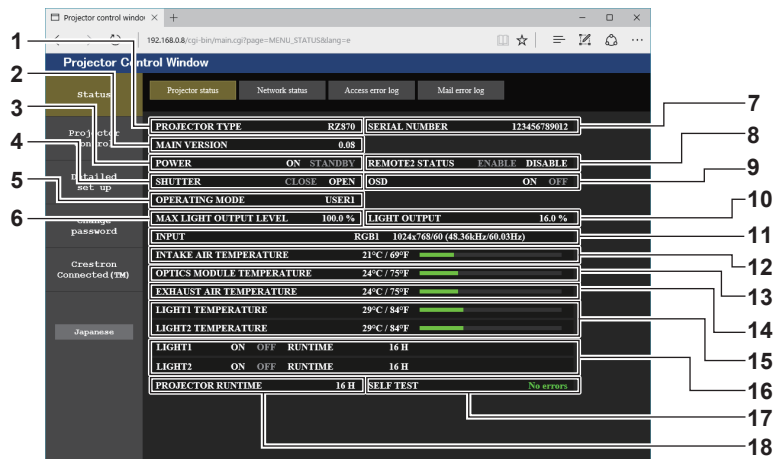 Projector control windo
192.168.0.8/cgi-bin/main.cgi?page=MENU_STATUS&lang=e
Projector Control Window
Status
Projector status
Network status
Access error log
Mail error log
Projector control
Detailed set up
Change password
Crestron Connected(TM)
Japanese
PROJECTOR TYPE RZ870 SERIAL NUMBER 123456789012
MAIN VERSION 0.08
POWER ON STANDBY REMOTE2 STATUS ENABLE DISABLE
SHUTTER CLOSE OPEN OSD ON OFF
OPERATING MODE USER1
MAX LIGHT OUTPUT LEVEL 100.0 % LIGHT OUTPUT 16.0 %
INPUT RGB1 1024x768/60 (48.36kHz/60.03Hz)
INTAKE AIR TEMPERATURE 21°C / 69°F
OPTICS MODULE TEMPERATURE 24°C / 75°F
EXHAUST AIR TEMPERATURE 24°C / 75°F
LIGHT1 TEMPERATURE 29°C / 84°F
LIGHT2 TEMPERATURE 29°C / 84°F
LIGHT1 ON OFF RUNTIME 16 H
LIGHT2 ON OFF RUNTIME 16 H
PROJECTOR RUNTIME 16 H SELF TEST No errors
1
2
3
4
5
6
7
8
9
10
11
12
13
14
15
16
17
18